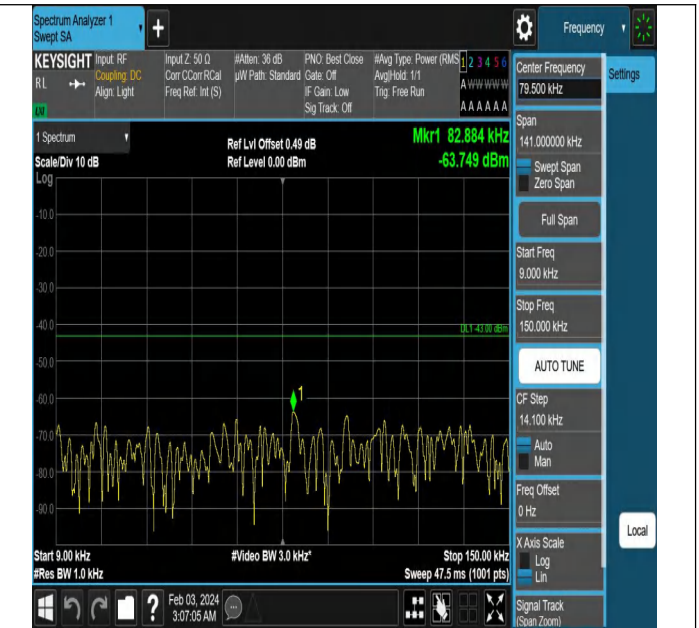 Spectrum Analyzer 1
Swept SA
+
Frequency
KEYSIGHT
RL
LXI
Input: RF
Coupling: DC
Align: Light
Input Z: 50 Ω
Corr CCorr RCal
Freq Ref: Int (S)
#Atten: 36 dB
µW Path: Standard
PNO: Best Close
Gate: Off
IF Gain: Low
Sig Track: Off
#Avg Type: Power (RMS
Avg|Hold: 1/1
Trig: Free Run
1 2 3 4 5 6
A W W W W W
A A A A A A
1 Spectrum
Scale/Div 10 dB
Log
Ref Lvl Offset 0.49 dB
Ref Level 0.00 dBm
Mkr1 82.884 kHz
-63.749 dBm
-10.0
-20.0
-30.0
-40.0
DL1 -43.00 dBm
-50.0
-60.0
1
-70.0
-80.0
-90.0
Start 9.00 kHz
#Res BW 1.0 kHz
#Video BW 3.0 kHz*
Stop 150.00 kHz
Sweep 47.5 ms (1001 pts)
Feb 03, 2024
3:07:05 AM
Center Frequency
79.500 kHz
Settings
Span
141.000000 kHz
Swept Span
Zero Span
Full Span
Start Freq
9.000 kHz
Stop Freq
150.000 kHz
AUTO TUNE
CF Step
14.100 kHz
Auto
Man
Freq Offset
0 Hz
X Axis Scale
Log
Lin
Local
Signal Track
(Span Zoom)